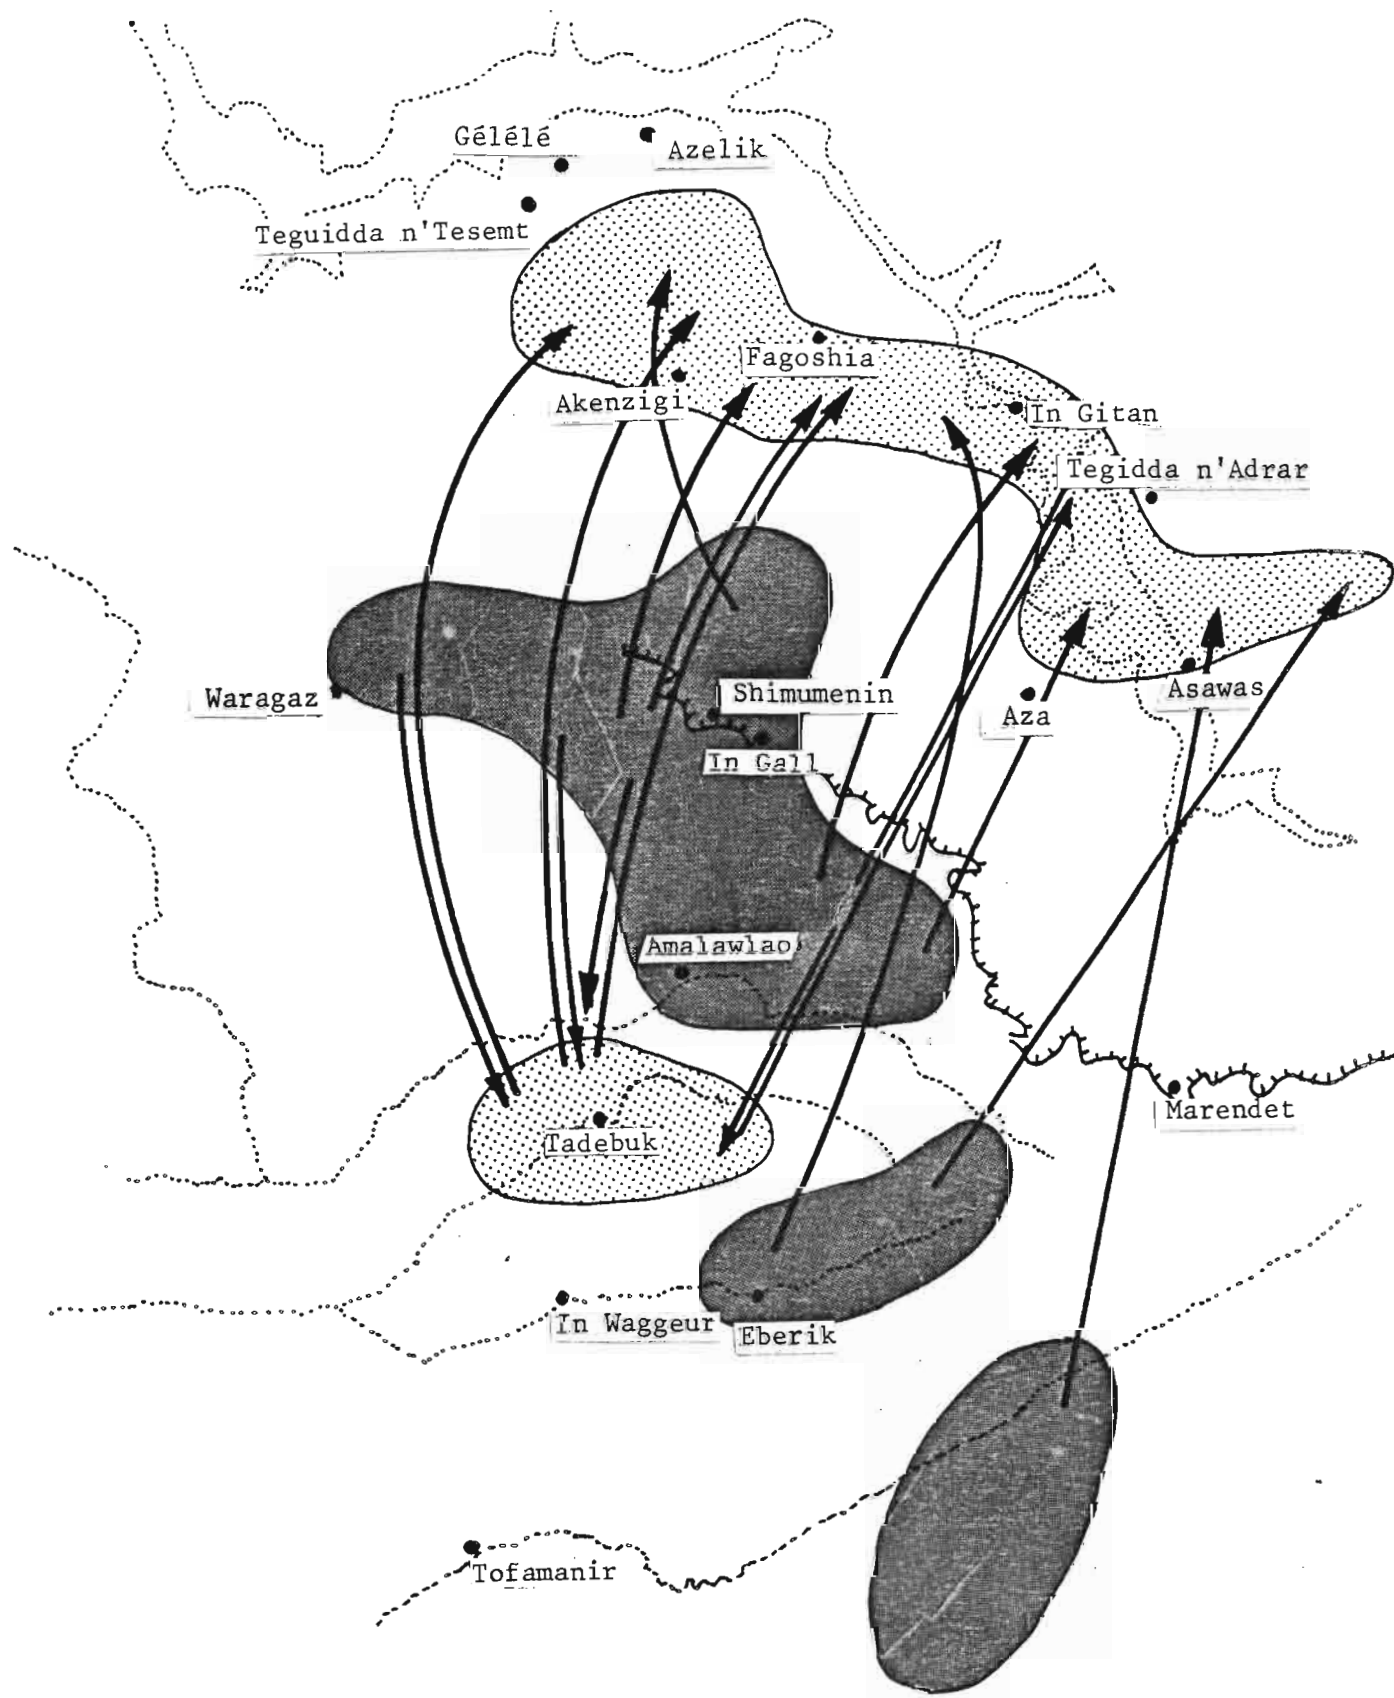 Gélélé
Azelik
Teguidda n'Tesemt
Fagoshia
Akenzigi
In Gitan
Tegidda n'Adrar
Waragaz
Shimumenin
Asawas
Aza
In Gall
Amalawlao
Marendet
Tadebuk
In Waggeur
Eberik
Tofamanir